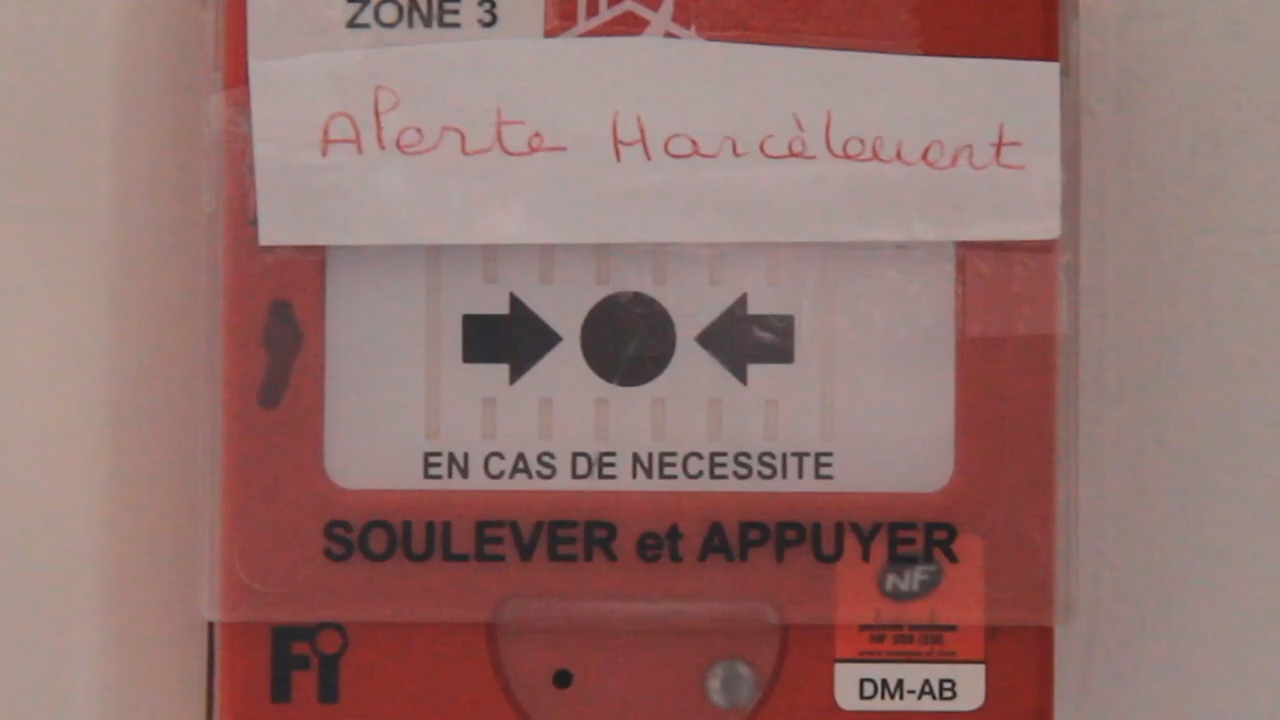 ZONE 3
Alerte Harcèlement
EN CAS DE NECESSITE
SOULEVER et APPUYER
NF
Fi
DM-AB